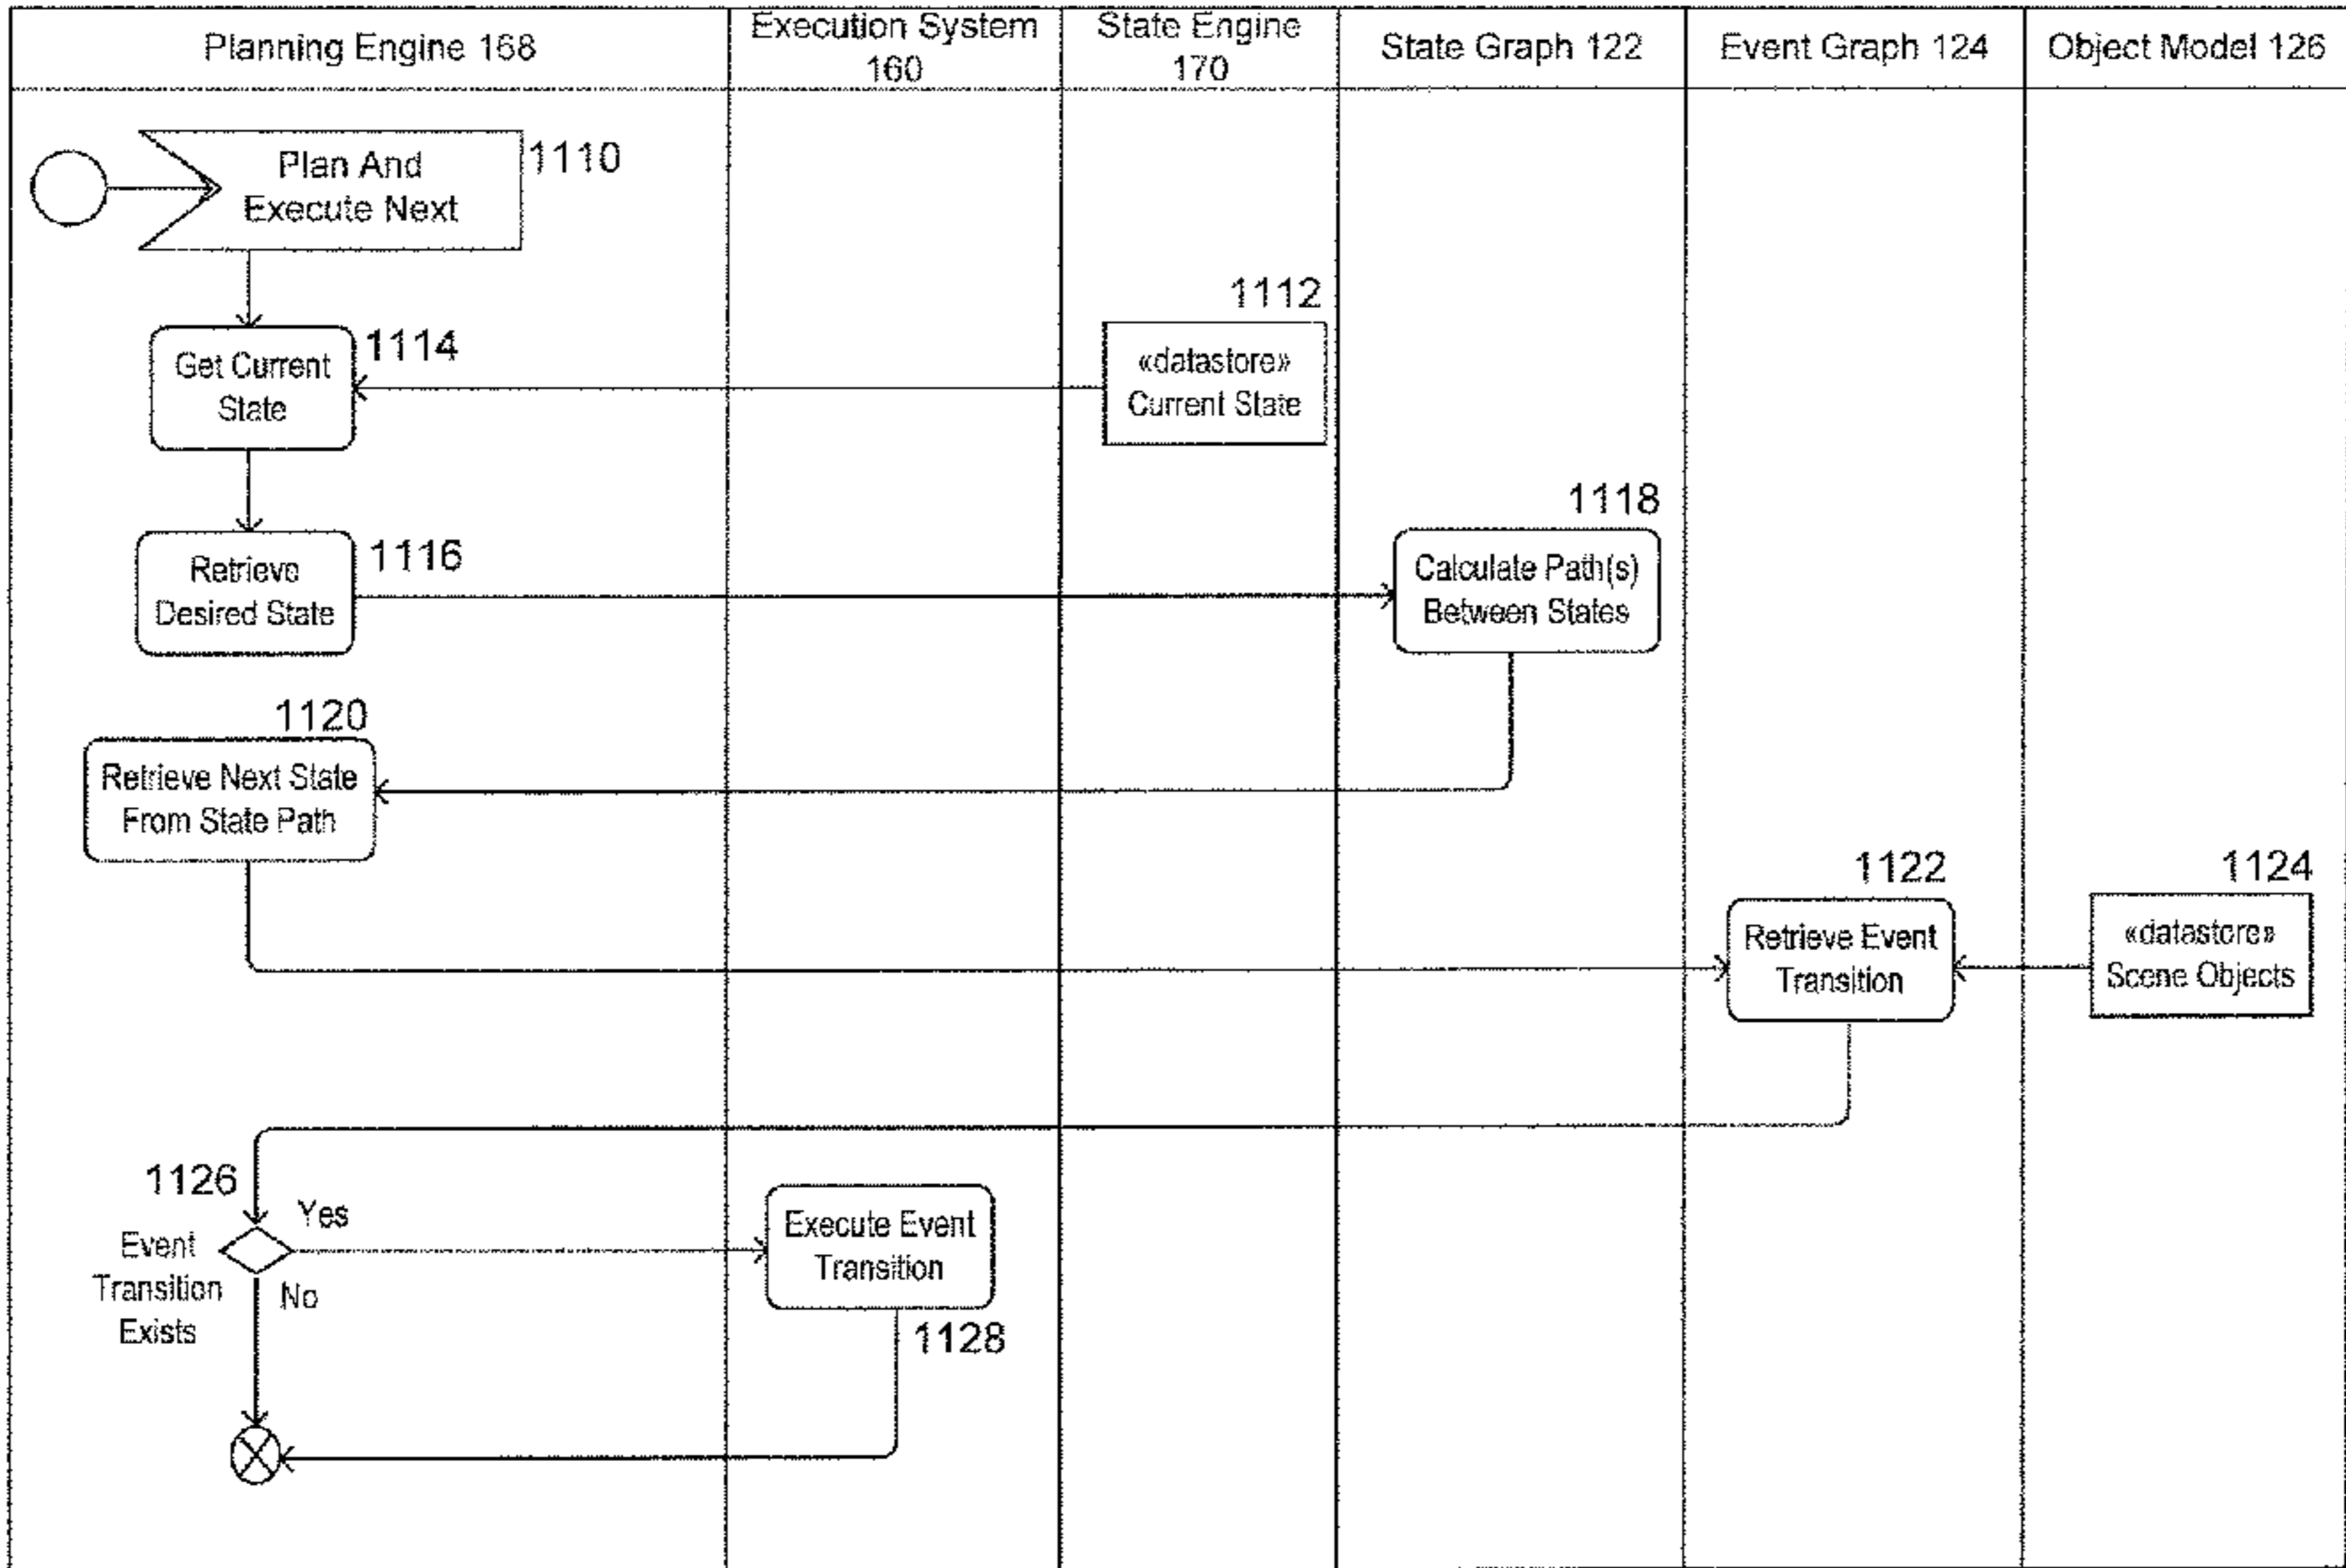 Planning Engine 168
Execution System
160
State Engine
170
State Graph 122
Event Graph 124
Object Model 126
Plan And
Execute Next
1110
1112
«datastore»
Current State
Get Current
State
1114
1118
Calculate Path(s)
Between States
Retrieve
Desired State
1116
1120
Retrieve Next State
From State Path
1122
Retrieve Event
Transition
1124
«datastore»
Scene Objects
1126
Event
Transition
Exists
Yes
No
Execute Event
Transition
1128